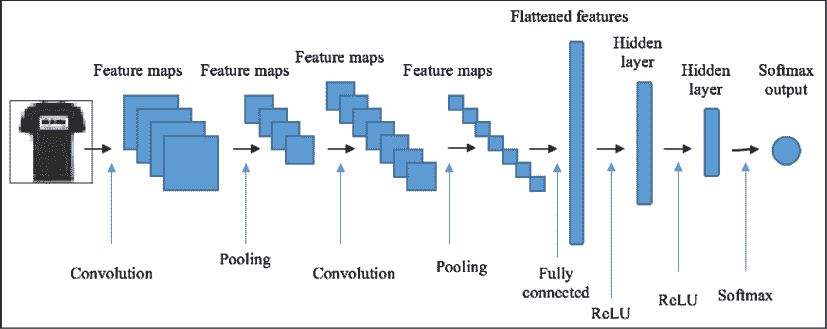 Flattened features
Hidden
layer
Feature maps
Feature maps
Feature maps
Feature maps
Hidden
layer
Softmax
output
Convolution
Pooling
Convolution
Pooling
Fully
connected
ReLU
ReLU
Softmax